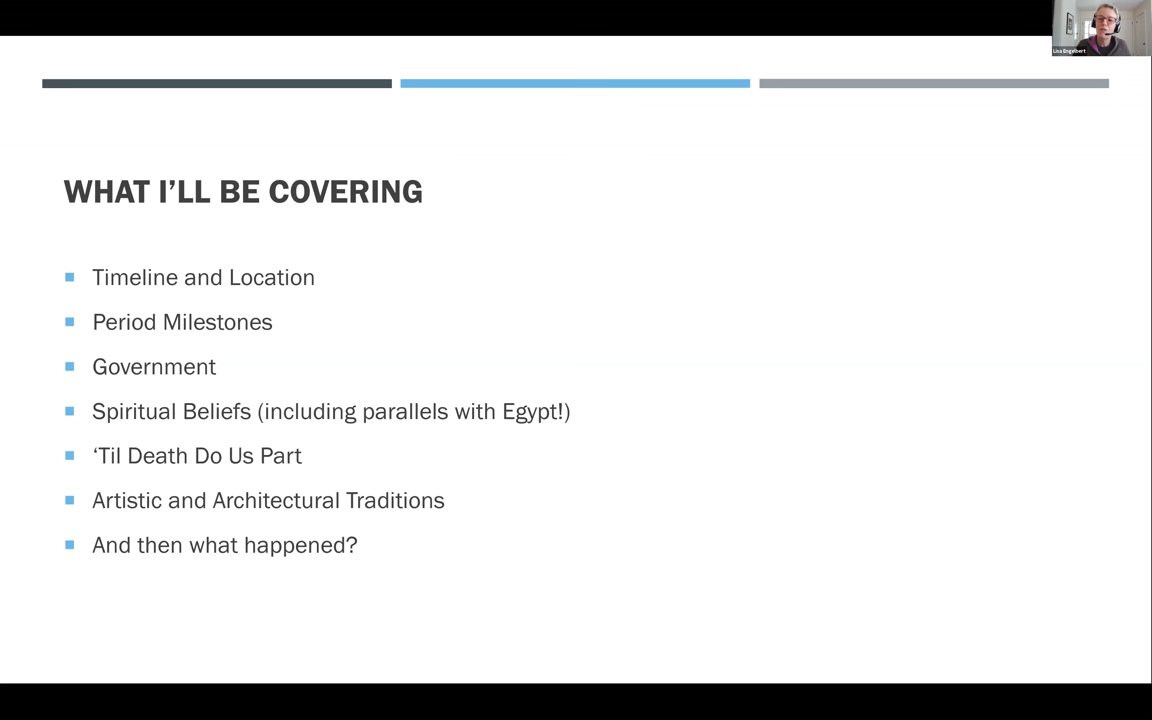 Lisa Engelbert
WHAT I’LL BE COVERING
Timeline and Location
Period Milestones
Government
Spiritual Beliefs (including parallels with Egypt!)
‘Til Death Do Us Part
Artistic and Architectural Traditions
And then what happened?